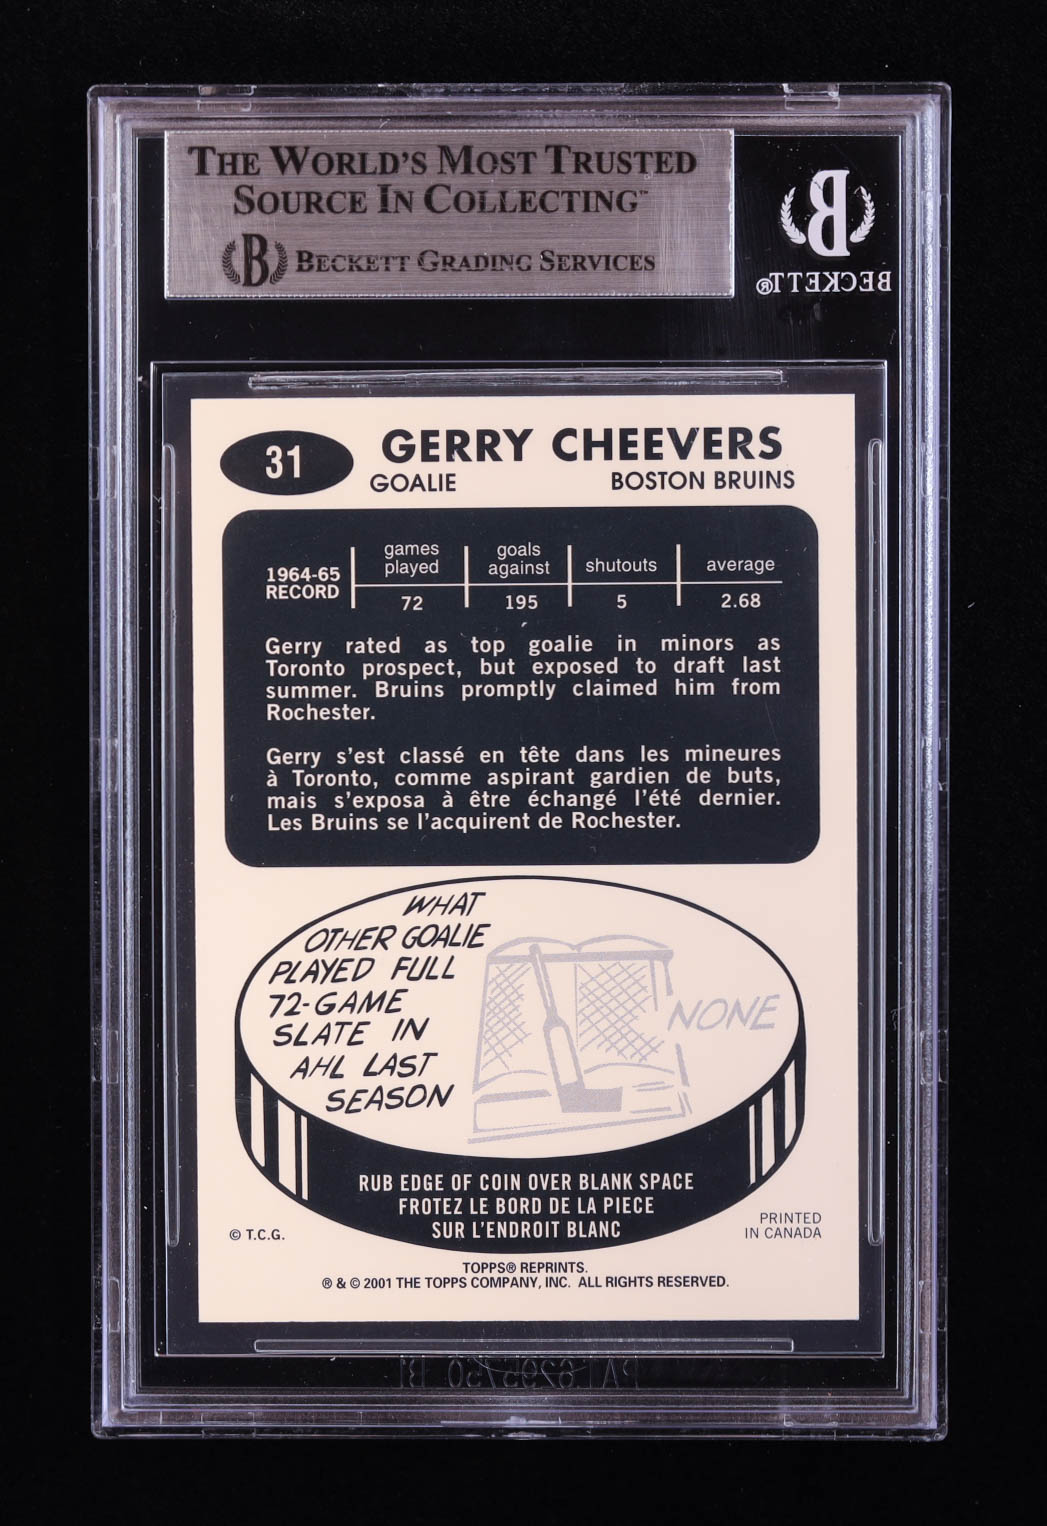 THE WORLD'S MOST TRUSTED
SOURCE IN COLLECTING™
B BECKETT GRADING SERVICES
B
BECKETT®
31
GERRY CHEEVERS
GOALIE BOSTON BRUINS
1964-65 RECORD
games played
goals against
shutouts
average
72 195 5 2.68
Gerry rated as top goalie in minors as
Toronto prospect, but exposed to draft last
summer. Bruins promptly claimed him from
Rochester.
Gerry s'est classé en tête dans les mineures
à Toronto, comme aspirant gardien de buts,
mais s'exposa à être échangé l'été dernier.
Les Bruins se l'acquirent de Rochester.
WHAT
OTHER GOALIE
PLAYED FULL
72-GAME
SLATE IN
AHL LAST
SEASON
NONE
RUB EDGE OF COIN OVER BLANK SPACE
FROTEZ LE BORD DE LA PIECE
SUR L'ENDROIT BLANC
© T.C.G.
PRINTED
IN CANADA
TOPPS® REPRINTS.
® & © 2001 THE TOPPS COMPANY, INC. ALL RIGHTS RESERVED.